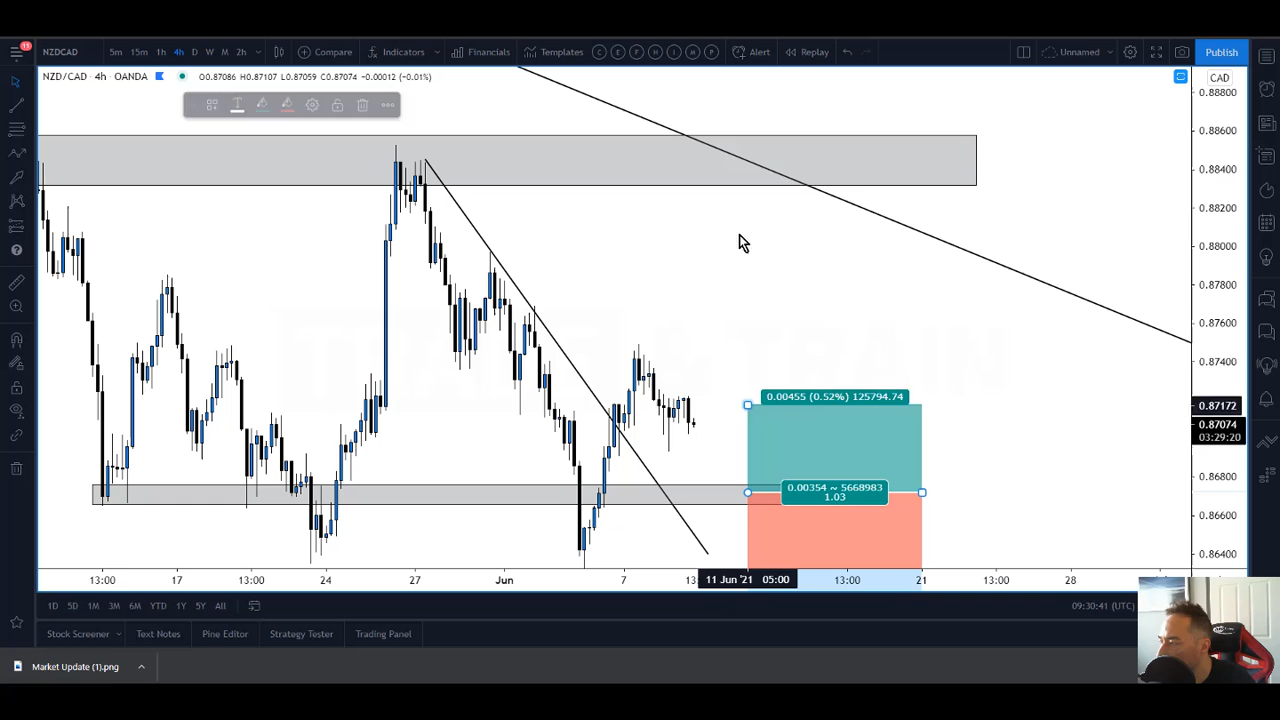 11
NZDCAD 5m 15m 1h 4h D W M 2h Compare Indicators Financials Templates C E F H I H M P Alert Replay Unnamed Publish
NZD/CAD · 4h · OANDA O0.87086 H0.87107 L0.87059 C0.87074 −0.00012 (−0.01%)
CAD
0.88800
0.88600
0.88400
0.88200
0.88000
0.87800
0.87600
0.87400
0.87172
0.87074
03:29:20
0.86800
0.86600
0.86400
0.00455 (0.52%) 125794.74
0.00354 ~ 5668983
1.03
13:00 17 13:00 24 27 Jun 7 13: 11 Jun '21 05:00 13:00 21 13:00 28
1D 5D 1M 3M 6M YTD 1Y 5Y All 09:30:41 (UTC)
Stock Screener Text Notes Pine Editor Strategy Tester Trading Panel
Market Update (1).png